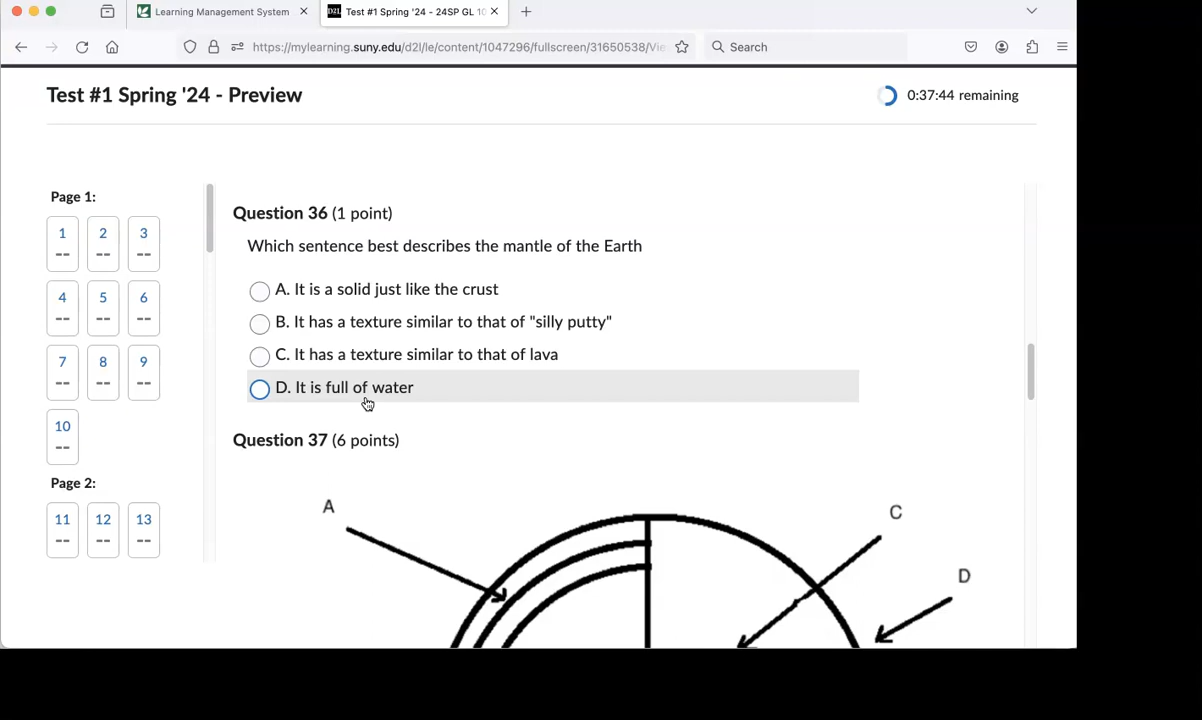 Learning Management System
D2L Test #1 Spring '24 - 24SP GL 10
https://mylearning.suny.edu/d2l/le/content/1047296/fullscreen/31650538/Vie
Search
Test #1 Spring '24 - Preview
0:37:44 remaining
Page 1:
1 2 3
-- -- --
4 5 6
-- -- --
7 8 9
-- -- --
10
--
Page 2:
11 12 13
-- -- --
Question 36 (1 point)
Which sentence best describes the mantle of the Earth
A. It is a solid just like the crust
B. It has a texture similar to that of "silly putty"
C. It has a texture similar to that of lava
D. It is full of water
Question 37 (6 points)
A
C
D